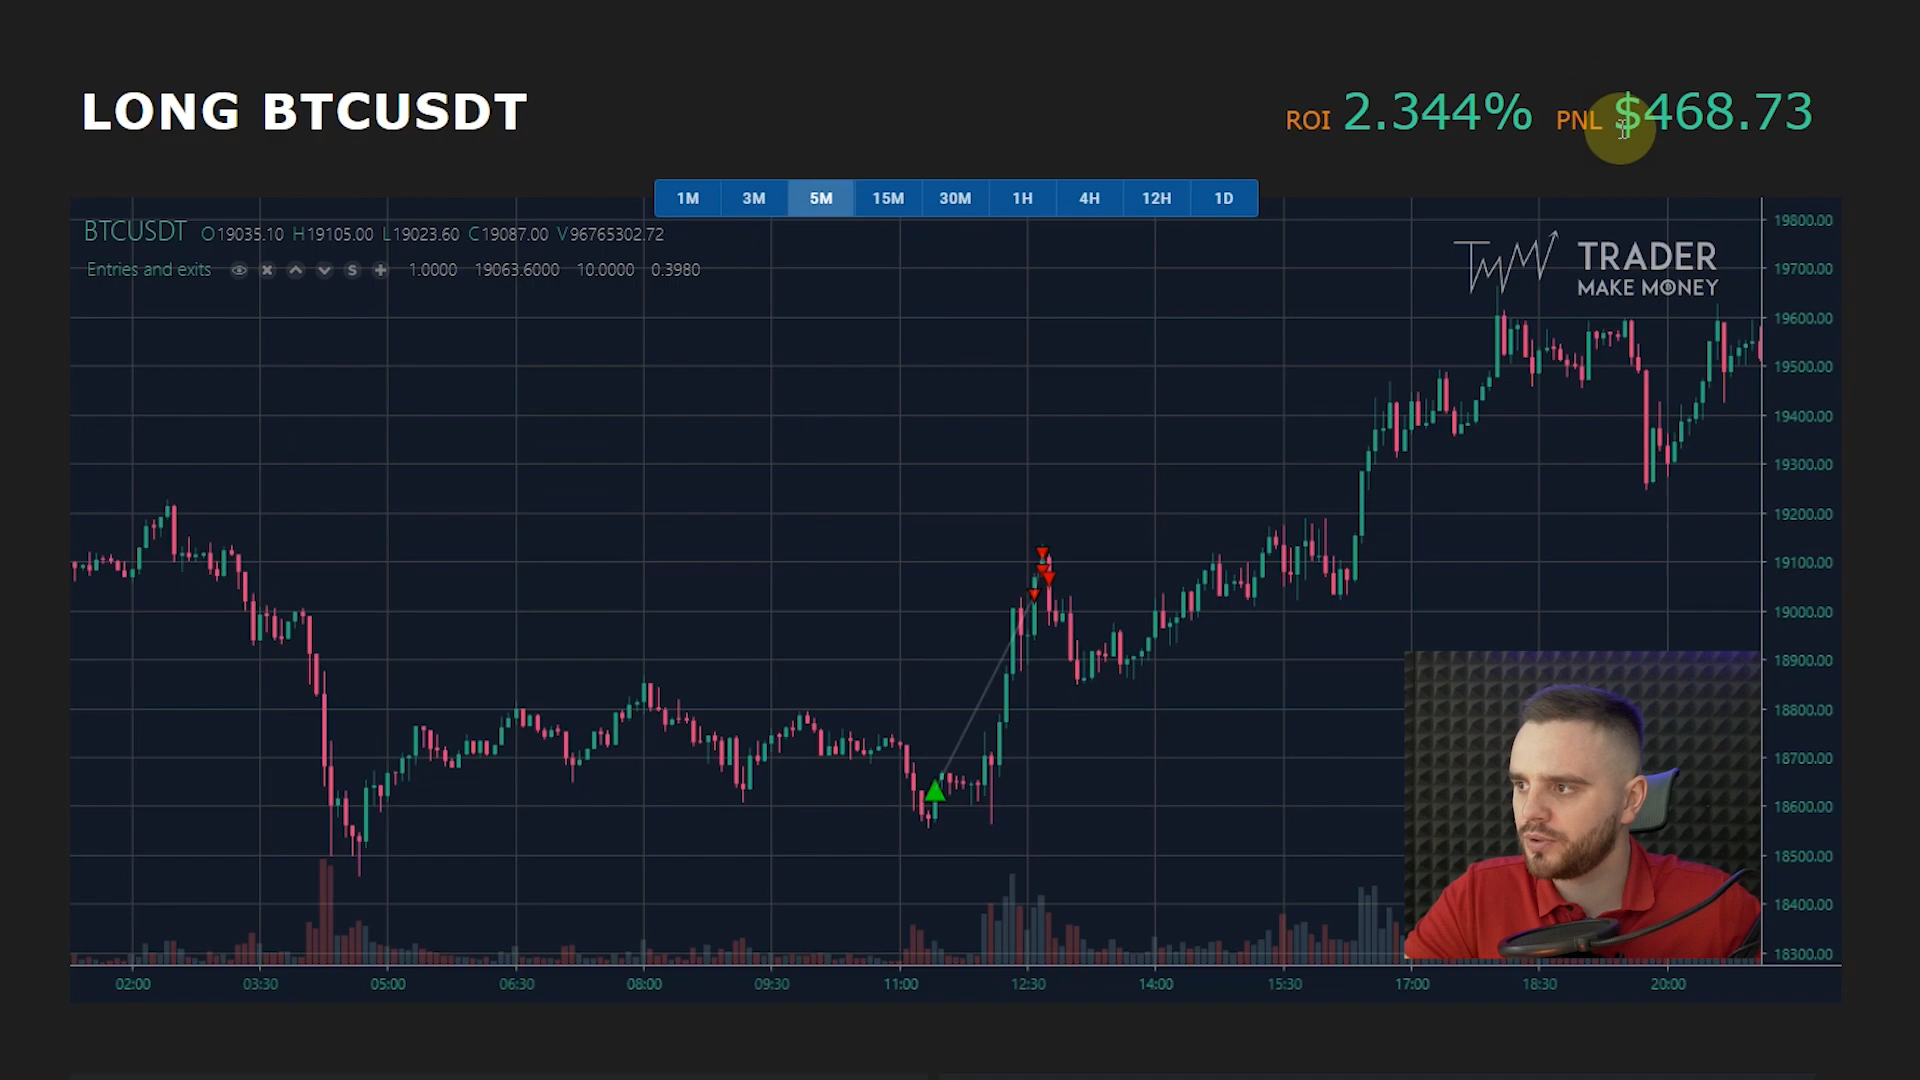 LONG BTCUSDT
ROI 2.344% PNL $468.73
1M 3M 5M 15M 30M 1H 4H 12H 1D
BTCUSDT O19035.10 H19105.00 L19023.60 C19087.00 V96765302.72
Entries and exits S 1.0000 19063.6000 10.0000 0.3980
TMM TRADER
MAKE MONEY
19800.00
19700.00
19600.00
19500.00
19400.00
19300.00
19200.00
19100.00
19000.00
18900.00
18800.00
18700.00
18600.00
18500.00
18400.00
18300.00
02:00 03:30 05:00 06:30 08:00 09:30 11:00 12:30 14:00 15:30 17:00 18:30 20:00